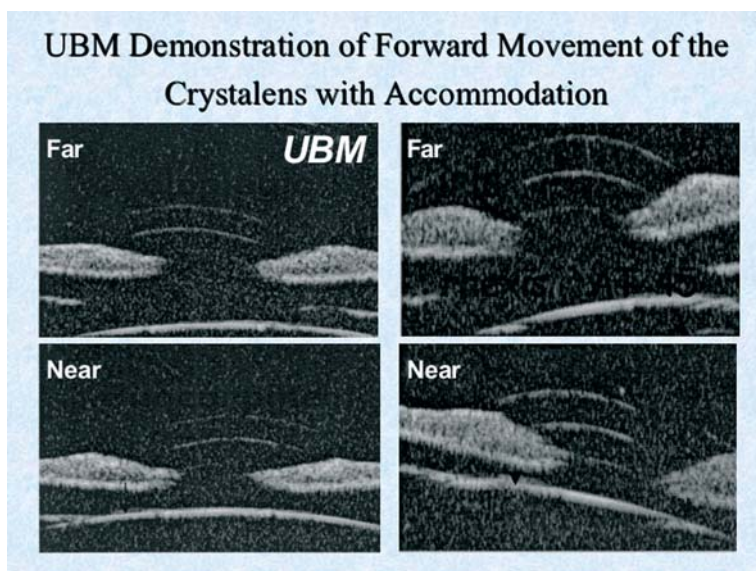 UBM Demonstration of Forward Movement of the
Crystalens with Accommodation
Far
UBM
Far
Near
Near